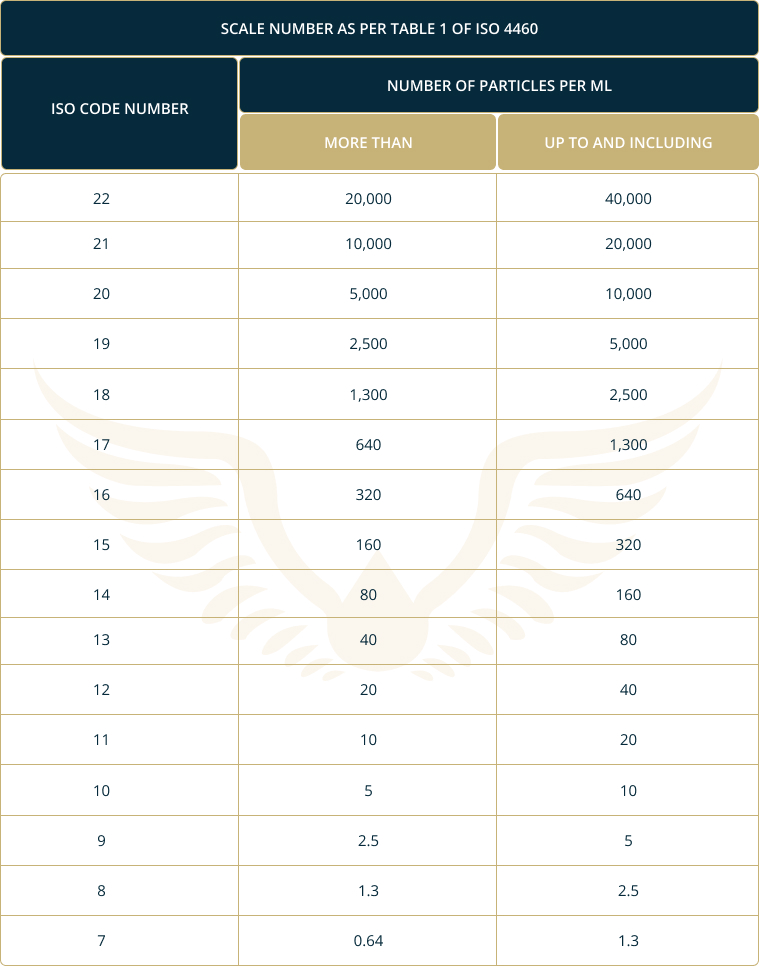 SCALE NUMBER AS PER TABLE 1 OF ISO 4460
ISO CODE NUMBER
NUMBER OF PARTICLES PER ML
MORE THAN UP TO AND INCLUDING
22 20,000 40,000
21 10,000 20,000
20 5,000 10,000
19 2,500 5,000
18 1,300 2,500
17 640 1,300
16 320 640
15 160 320
14 80 160
13 40 80
12 20 40
11 10 20
10 5 10
9 2.5 5
8 1.3 2.5
7 0.64 1.3